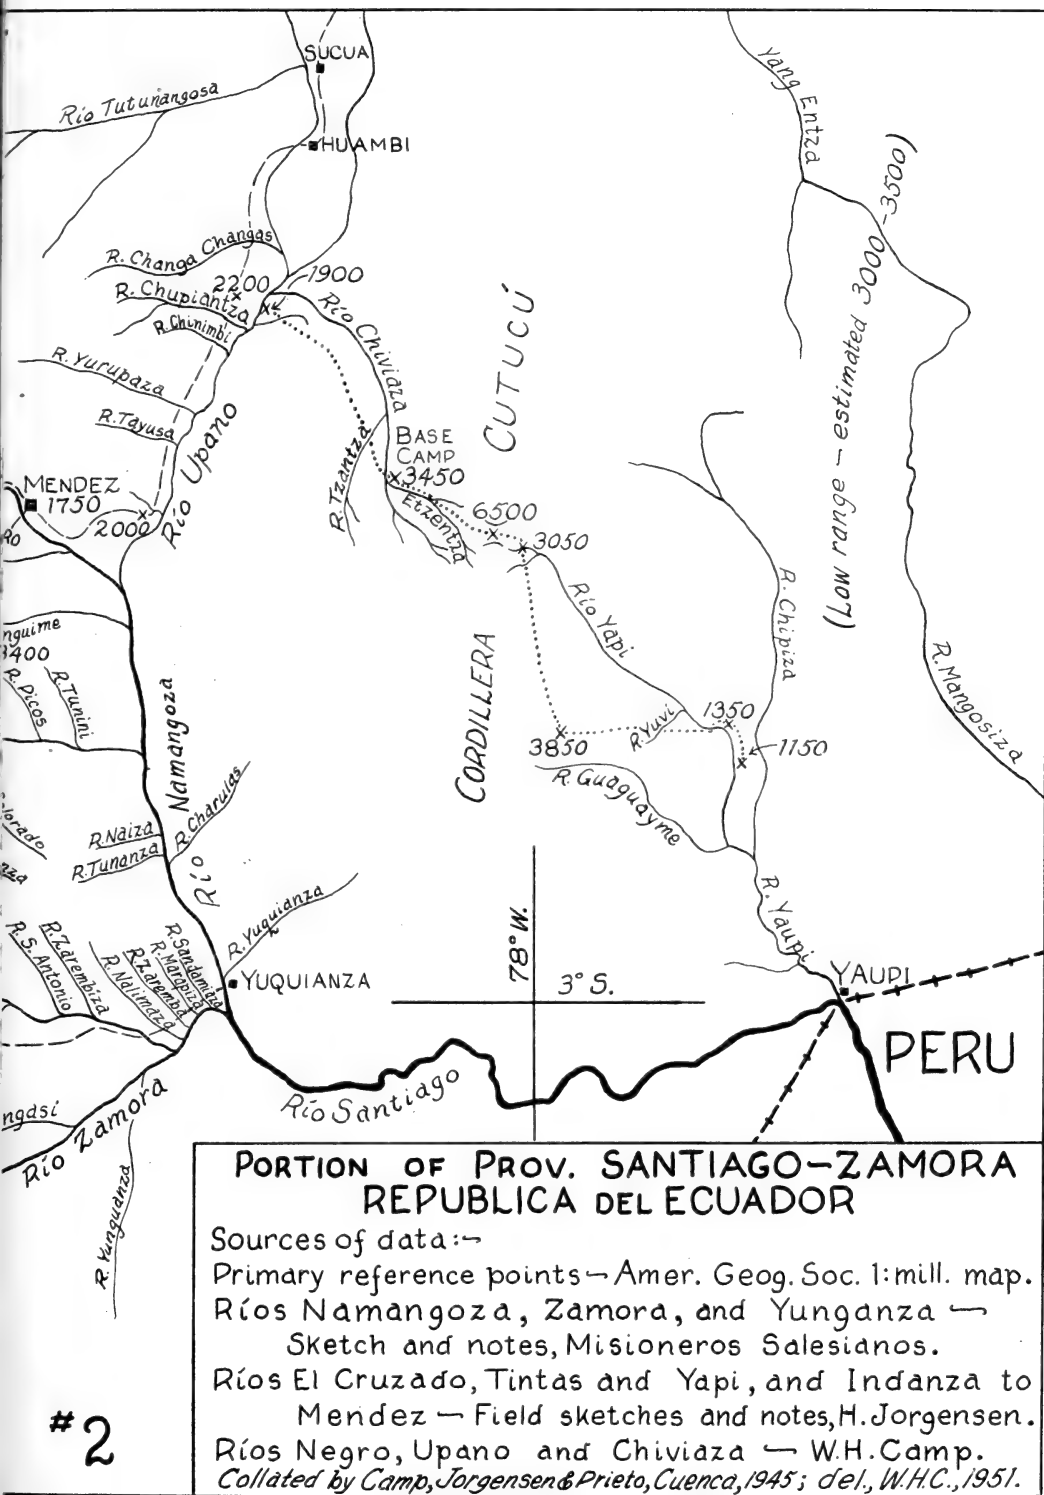 SUCUA
Río Tutunangosa
HUAMBI
Yang Entza
R. Changa Changas
2200
1900
R. Chupiantza
R. Chinimbi
Río Chiviaza
R. Yurupaza
R. Tayusa
Río Upano
CORDILLERA CUTUCÚ
(Low range — estimated 3000-3500)
BASE
CAMP
3450
R. Tzantza
Etzentza
MENDEZ
1750
2000
6500
3050
Río Yapi
R. Chipiza
nguime
3400
R. Picos
R. Tunini
R. Mangosiza
1350
R. Yuvi
1150
3850
R. Guaguayme
Río Namangoza
R. Charulas
R. Naiza
R. Tunanza
olorado
nza
R. Yaupi
R. Yuquianza
R. S. Antonio
R. Zarembiza
R. Nalimaza
R. Zaremba
R. Marapiza
R. Sandamiaza
YUQUIANZA
78° W.
3° S.
YAUPI
PERU
Río Santiago
ngasí
Río Zamora
R. Yunguanza
PORTION OF PROV. SANTIAGO-ZAMORA
REPUBLICA DEL ECUADOR
Sources of data:—
Primary reference points — Amer. Geog. Soc. 1:mill. map.
Ríos Namangoza, Zamora, and Yunganza —
Sketch and notes, Misioneros Salesianos.
Ríos El Cruzado, Tintas and Yapi, and Indanza to
Mendez — Field sketches and notes, H. Jorgensen.
Ríos Negro, Upano and Chiviaza — W.H. Camp.
Collated by Camp, Jorgensen & Prieto, Cuenca, 1945; del., W.H.C., 1951.
#2